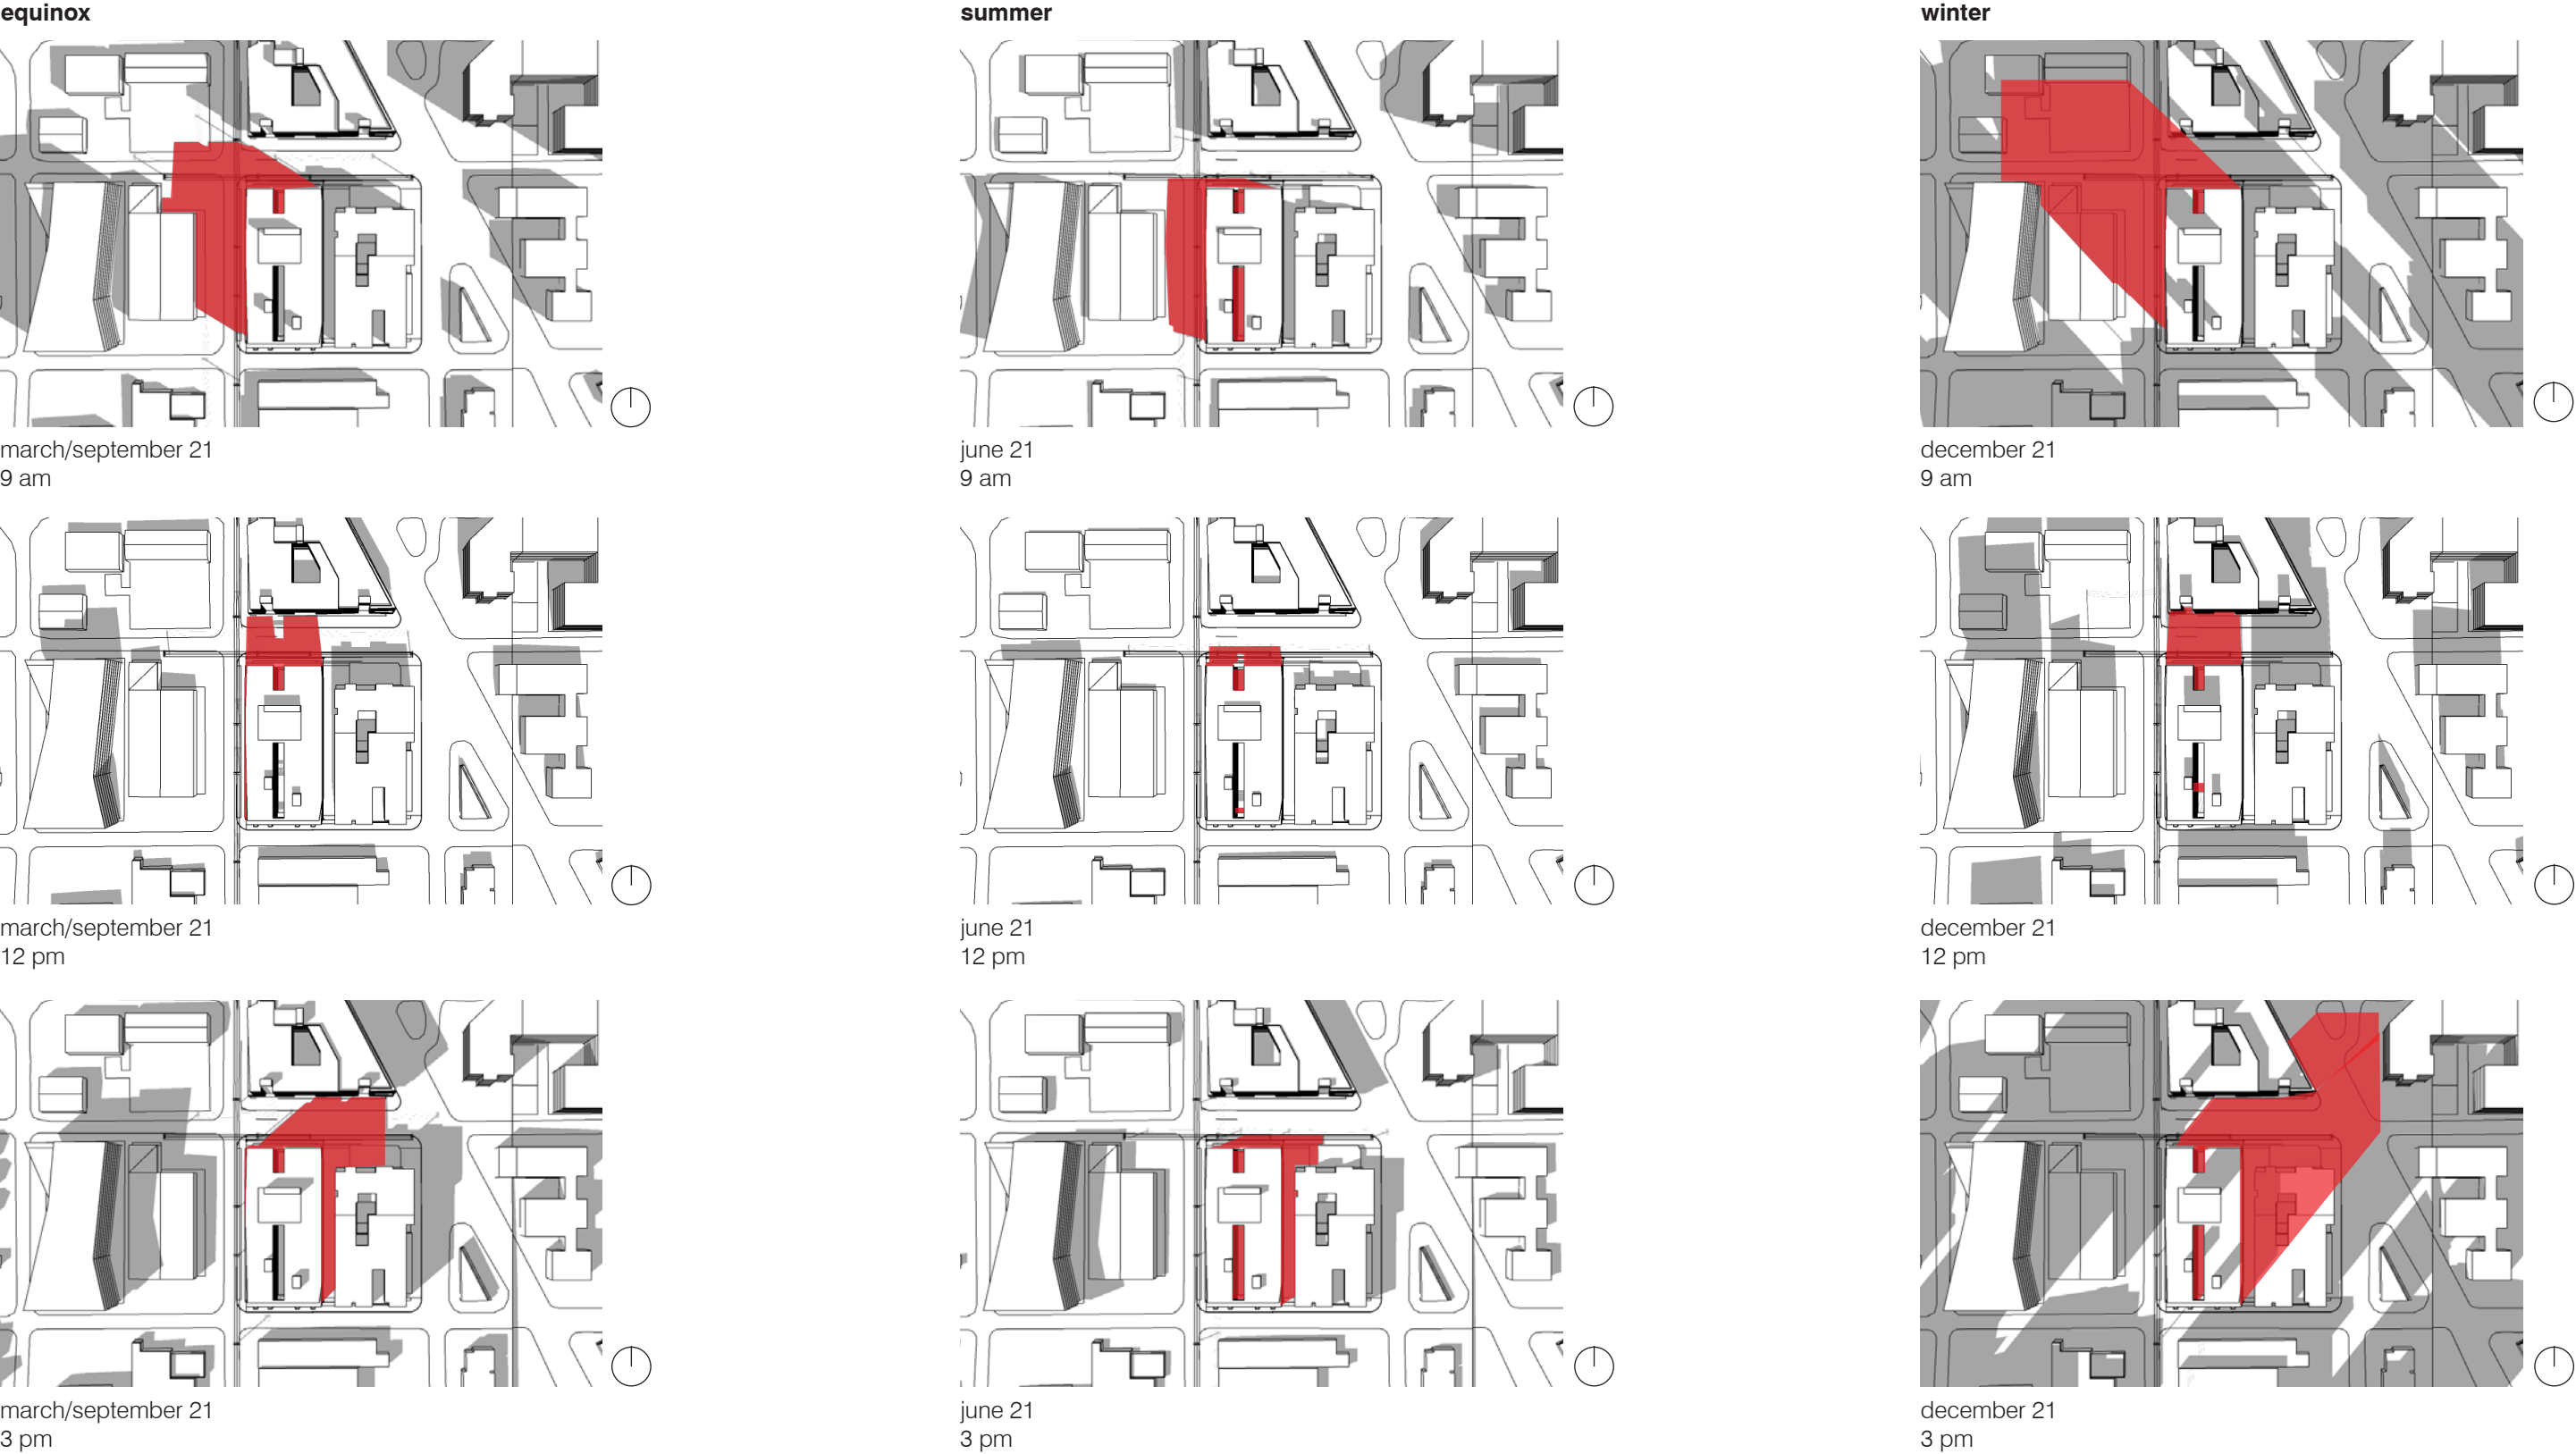 equinox
summer
winter
march/september 21
9 am
june 21
9 am
december 21
9 am
march/september 21
12 pm
june 21
12 pm
december 21
12 pm
march/september 21
3 pm
june 21
3 pm
december 21
3 pm